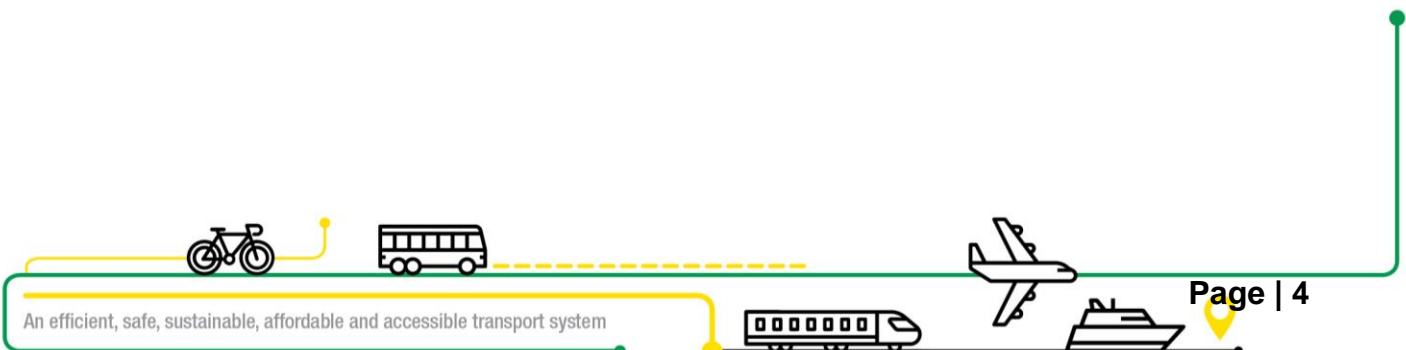 Page | 4
An efficient, safe, sustainable, affordable and accessible transport system